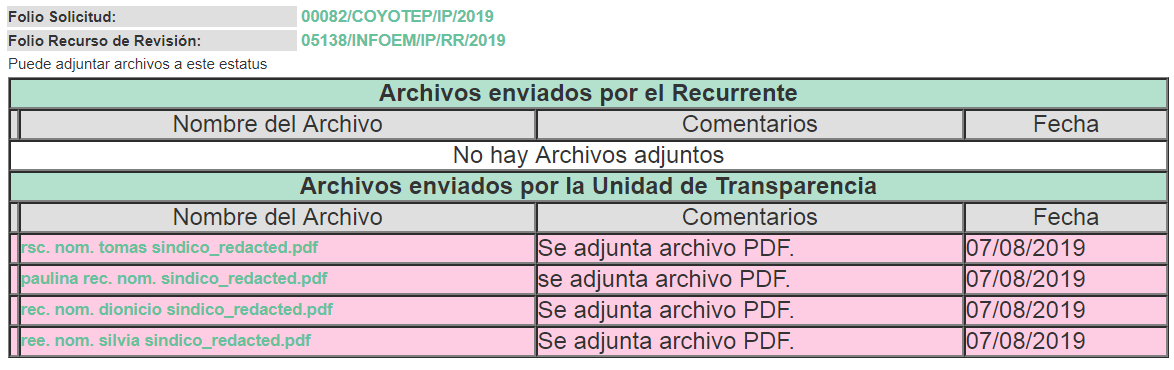 Folio Solicitud: 00082/COYOTEP/IP/2019
Folio Recurso de Revisión: 05138/INFOEM/IP/RR/2019
Puede adjuntar archivos a este estatus
Archivos enviados por el Recurrente
Nombre del Archivo Comentarios Fecha
No hay Archivos adjuntos
Archivos enviados por la Unidad de Transparencia
Nombre del Archivo Comentarios Fecha
rsc. nom. tomas sindico_redacted.pdf Se adjunta archivo PDF. 07/08/2019
paulina rec. nom. sindico_redacted.pdf se adjunta archivo PDF. 07/08/2019
rec. nom. dionicio sindico_redacted.pdf Se adjunta archivo PDF. 07/08/2019
ree. nom. silvia sindico_redacted.pdf Se adjunta archivo PDF. 07/08/2019